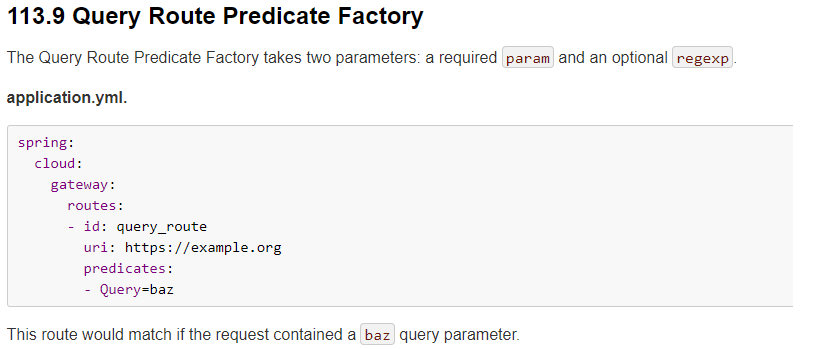 113.9 Query Route Predicate Factory
The Query Route Predicate Factory takes two parameters: a required param and an optional regexp.
application.yml.
spring:
  cloud:
    gateway:
      routes:
      - id: query_route
        uri: https://example.org
        predicates:
        - Query=baz
This route would match if the request contained a baz query parameter.